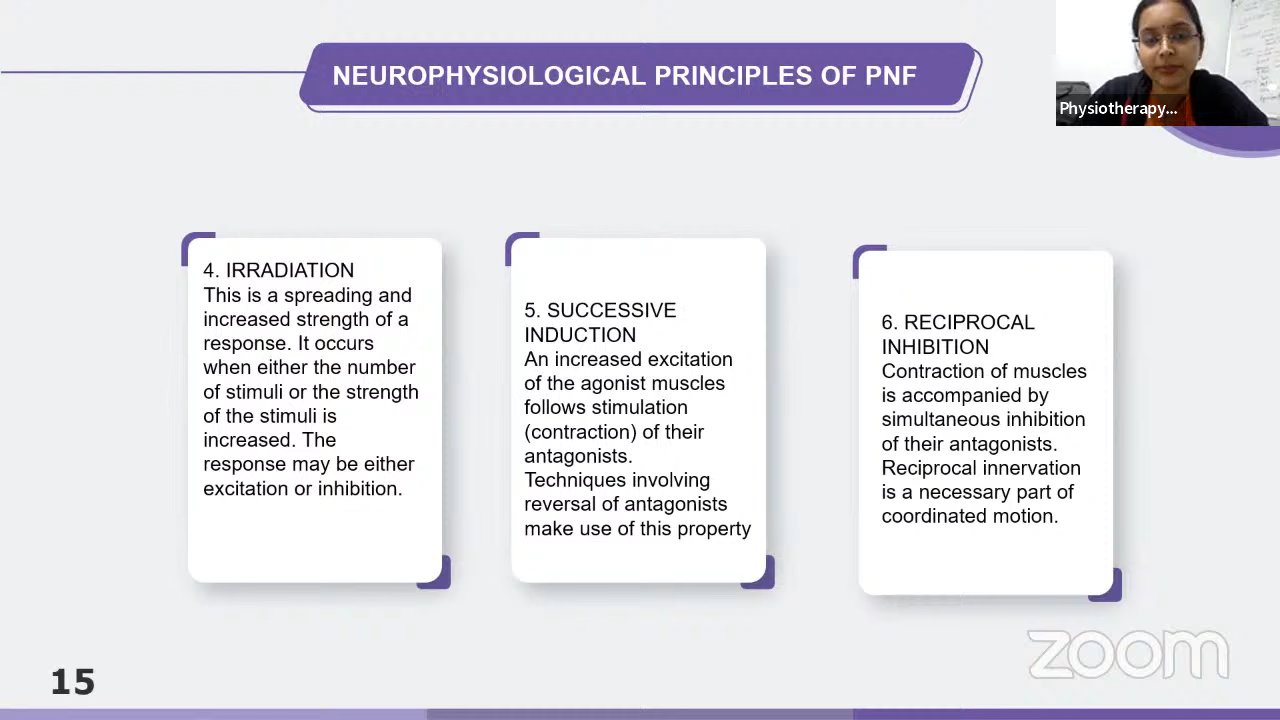 NEUROPHYSIOLOGICAL PRINCIPLES OF PNF
Physiotherapy...
4. IRRADIATION
This is a spreading and
increased strength of a
response. It occurs
when either the number
of stimuli or the strength
of the stimuli is
increased. The
response may be either
excitation or inhibition.
5. SUCCESSIVE
INDUCTION
An increased excitation
of the agonist muscles
follows stimulation
(contraction) of their
antagonists.
Techniques involving
reversal of antagonists
make use of this property
6. RECIPROCAL
INHIBITION
Contraction of muscles
is accompanied by
simultaneous inhibition
of their antagonists.
Reciprocal innervation
is a necessary part of
coordinated motion.
zoom
15